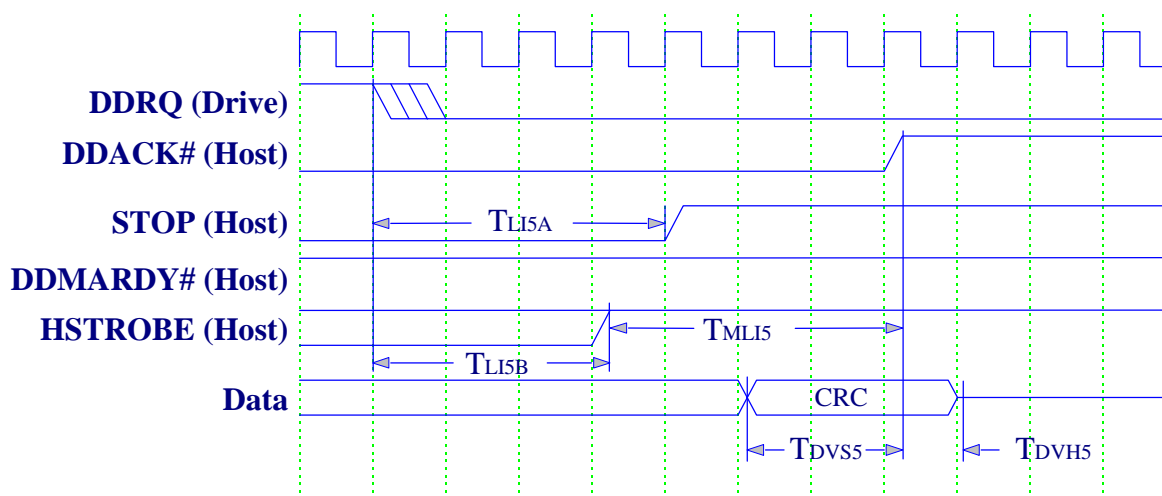 DDRQ (Drive)
DDACK# (Host)
STOP (Host)
TLI5A
DDMARDY# (Host)
HSTROBE (Host)
TMLI5
TLI5B
Data
CRC
TDVS5
TDVH5